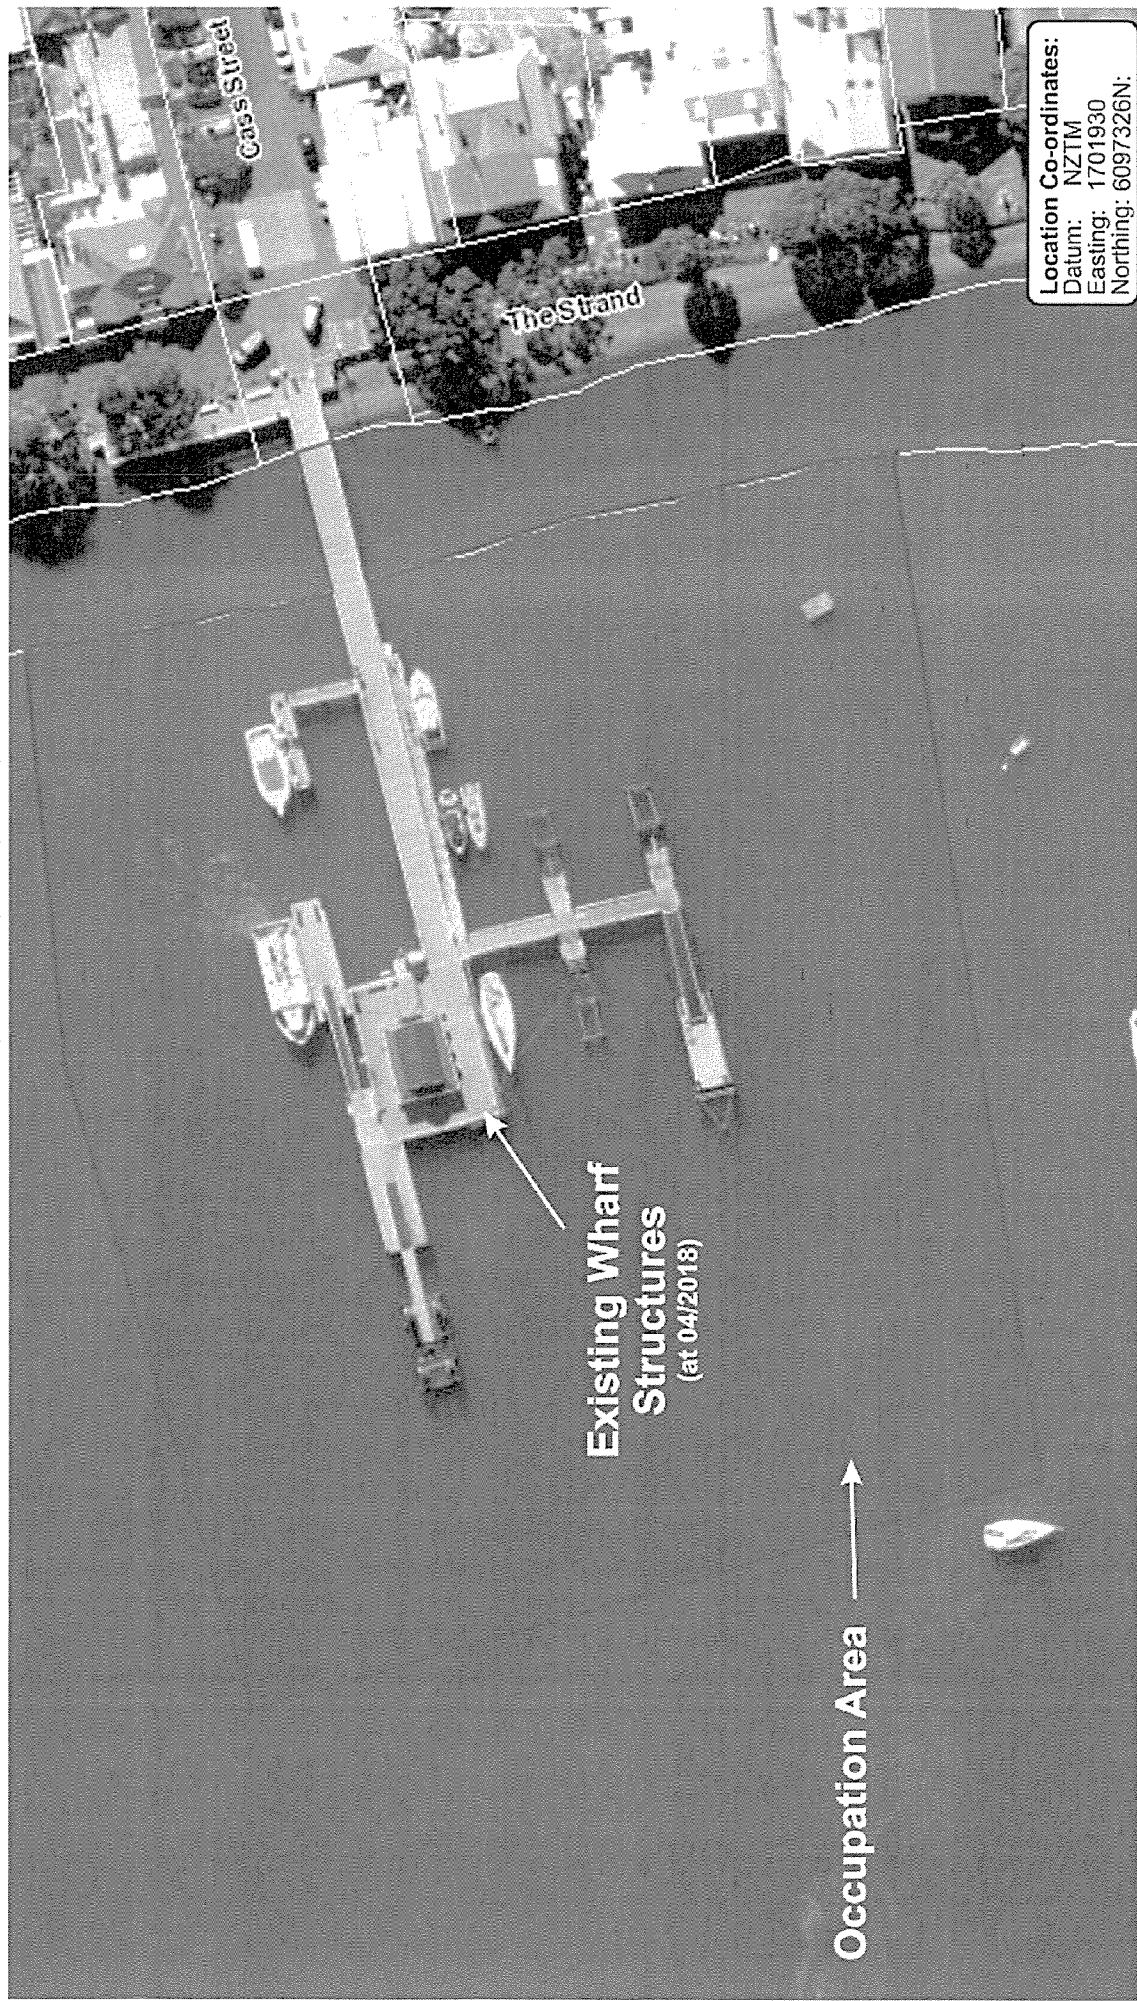 Cass Street
The Strand
Existing Wharf
Structures
(at 04/2018)
Occupation Area
Location Co-ordinates:
Datum: NZTM
Easting: 1701930
Northing: 6097326N: